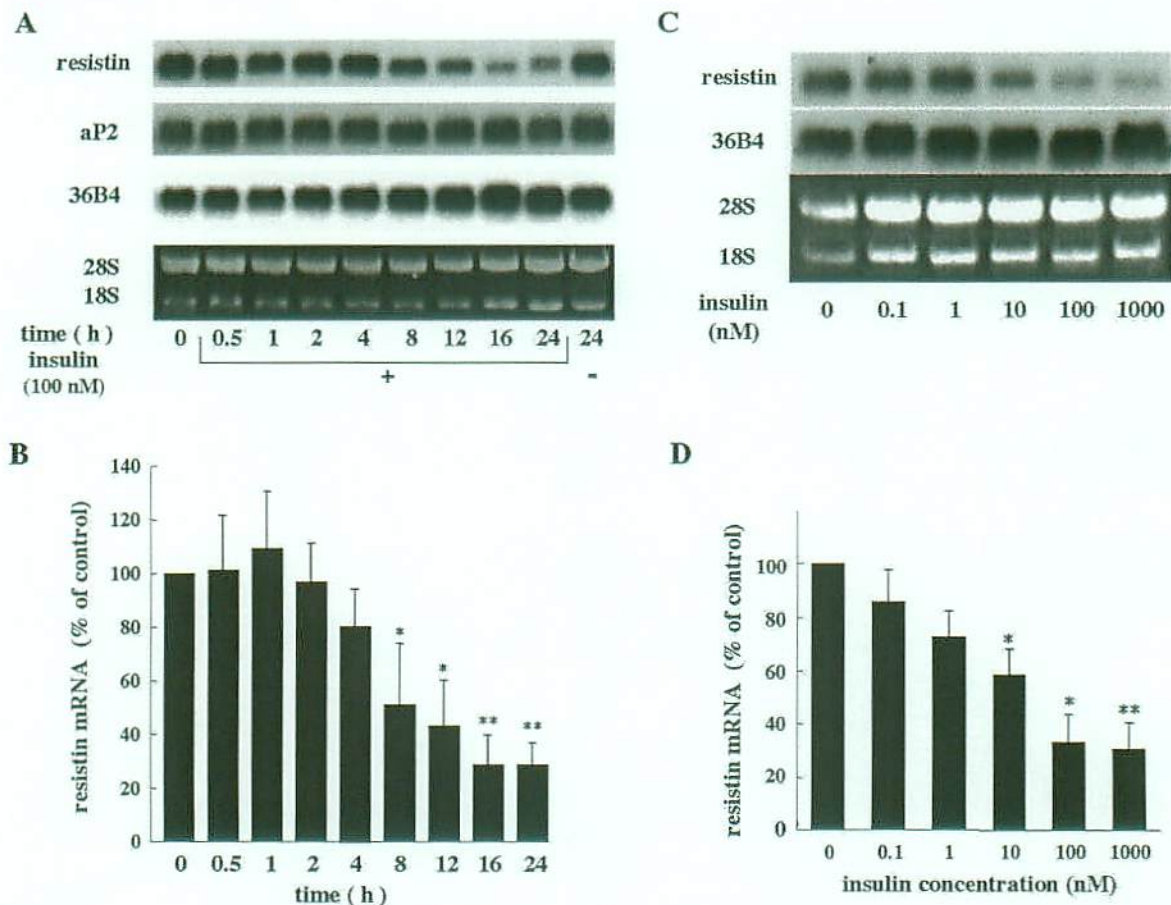 A
resistin
aP2
36B4
28S
18S
time ( h ) 0 0.5 1 2 4 8 12 16 24 24
insulin
(100 nM) + -
C
resistin
36B4
28S
18S
insulin 0 0.1 1 10 100 1000
(nM)
B
resistin mRNA (% of control)
140
120
100
80
60
40
20
0
* * ** **
0 0.5 1 2 4 8 12 16 24
time ( h )
D
resistin mRNA (% of control)
100
80
60
40
20
0
* * **
0 0.1 1 10 100 1000
insulin concentration (nM)